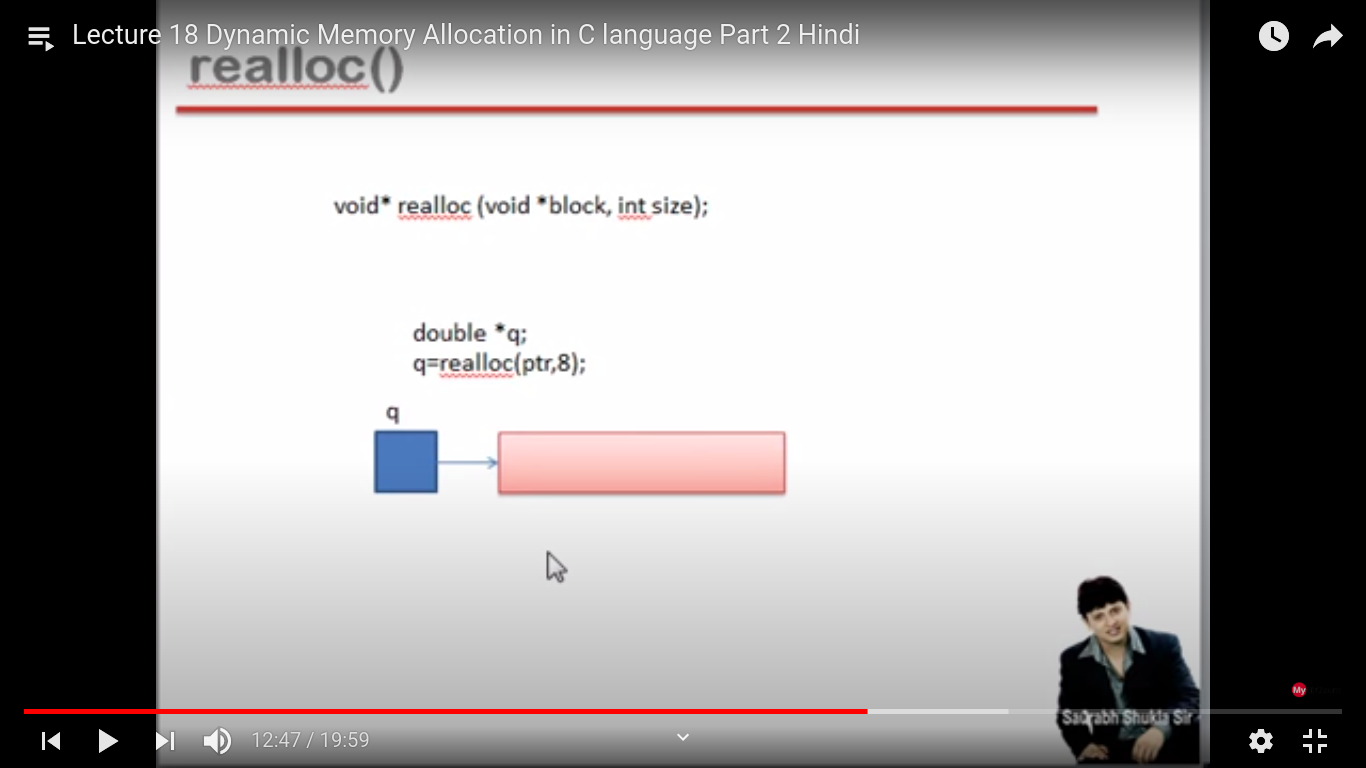 Lecture 18 Dynamic Memory Allocation in C language Part 2 Hindi
realloc()
void* realloc (void *block, int size);
double *q;
q=realloc(ptr,8);
q
Saurabh Shukla Sir
My
12:47 / 19:59